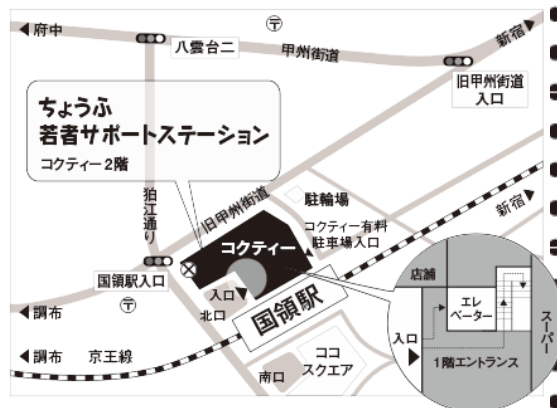 府中
〒
八雲台二
甲州街道
新宿
旧甲州街道
入口
ちょうふ
若者サポートステーション
コクティー2階
狛江通り
旧甲州街道
駐輪場
コクティー有料
駐車場入口
新宿
コクティー
国領駅入口
〒
入口
北口
国領駅
調布
調布
京王線
南口
ココ
スクエア
店舗
エレ
ベーター
スーパー
入口
1階エントランス